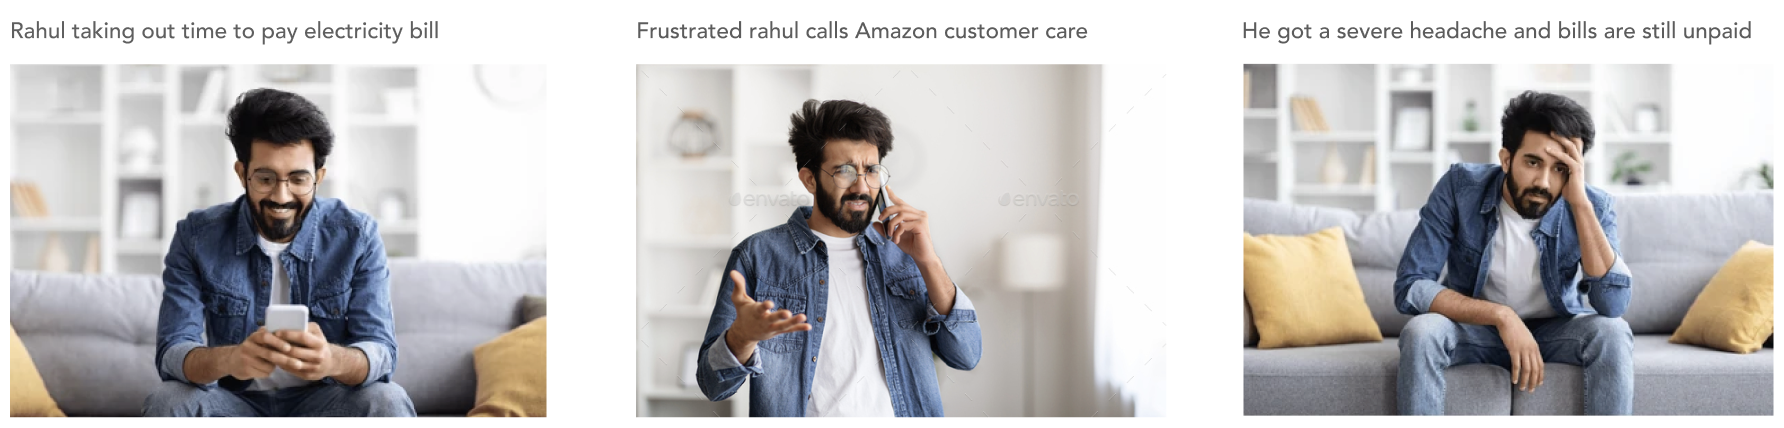 Rahul taking out time to pay electricity bill
Frustrated rahul calls Amazon customer care
He got a severe headache and bills are still unpaid
envato
envato